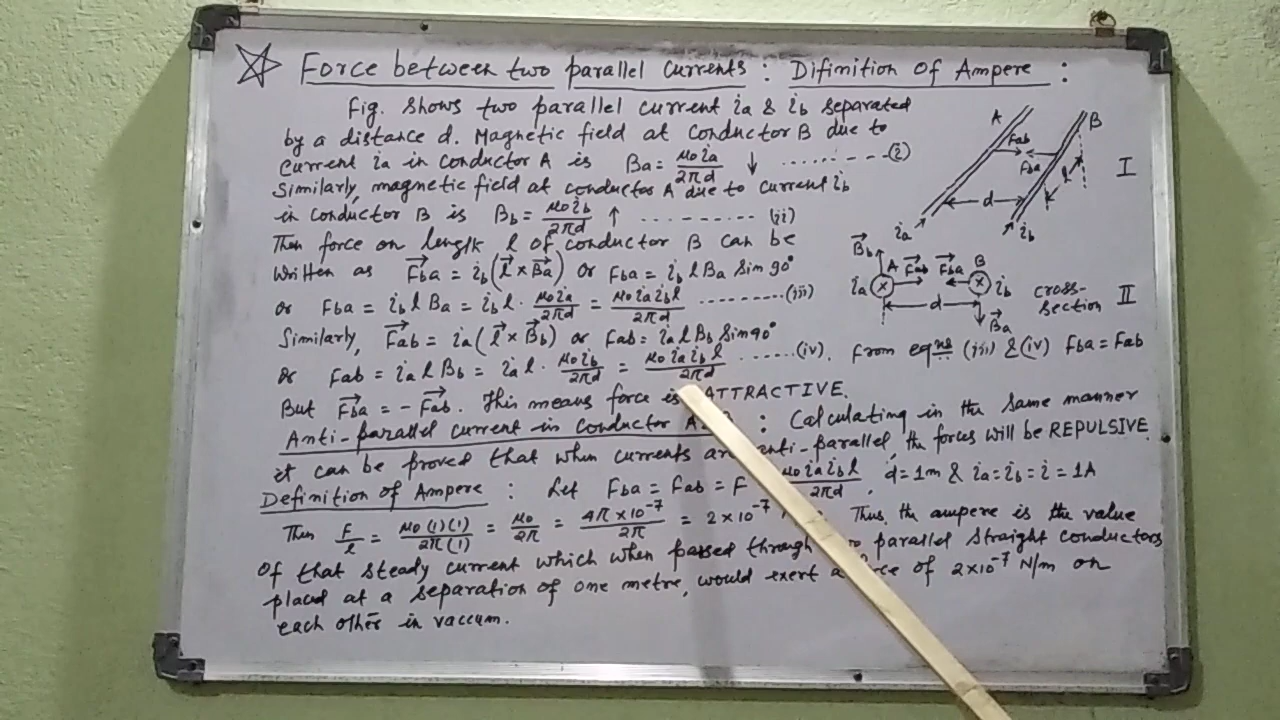 Force between two parallel currents : Difinition Of Ampere :
Fig. shows two parallel current ia & ib separated
by a distance d. Magnetic field at conductor B due to
current ia in conductor A is Ba = μ0ia/2πd ↓ ........(i)
Similarly, magnetic field at conductor A due to current ib
in conductor B is Bb = μ0ib/2πd ↑ ........(ii)
Then force on length l of conductor B can be
written as F⃗ba = ib(l⃗ × B⃗a) or Fba = ib l Ba Sin 90°
or Fba = ib l Ba = ib l · μ0ia/2πd = μ0iaibl/2πd ........(iii)
Similarly, F⃗ab = ia(l⃗ × B⃗b) or Fab = ia l Bb Sin 90°
or Fab = ia l Bb = ia l · μ0ib/2πd = μ0iaibl/2πd ......(iv). From eqns (iii) & (iv) Fba = Fab
But F⃗ba = - F⃗ab. This means force is ATTRACTIVE.
Anti-parallel current in conductor : Calculating in the same manner
it can be proved that when currents anti-parallel, the forces will be REPULSIVE.
Definition of Ampere : Let Fba = Fab = F μ0iaibl/2πd, d=1m & ia=ib=i=1A
Then F/l = μ0(1)(1)/2π(1) = μ0/2π = 4π×10⁻⁷/2π = 2×10⁻⁷ Thus, the ampere is the value
of that steady current which when passed through parallel straight conductors
placed at a separation of one metre, would exert a of 2×10⁻⁷ N/m on
each other in vaccum.
A
B
Fab
Fba
l
d
ia
ib
I
B⃗b
A
F⃗ab
F⃗ba
B
ia
ib
d
B⃗a
cross-
section
II